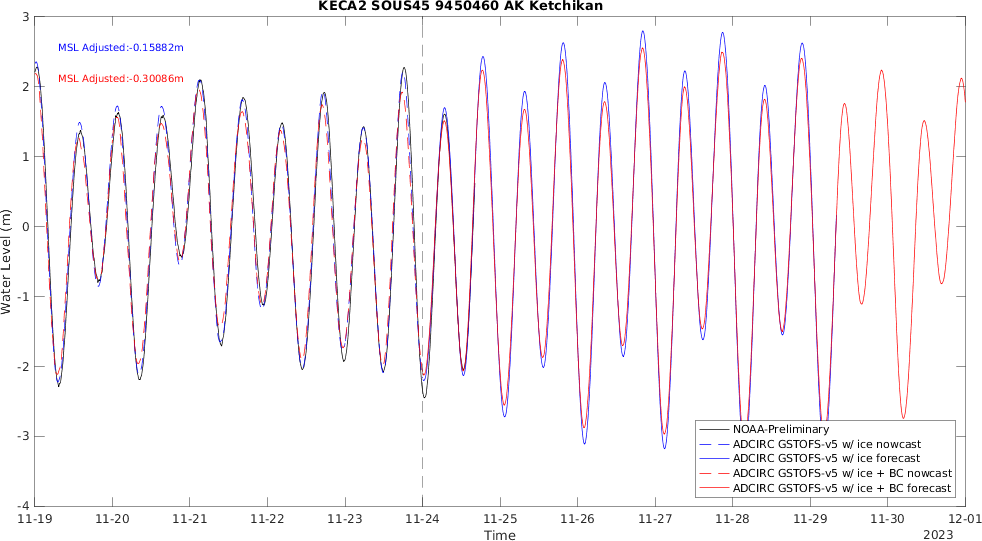 KECA2 SOUS45 9450460 AK Ketchikan
MSL Adjusted:-0.15882m
MSL Adjusted:-0.30086m
3
2
1
0
-1
-2
-3
-4
Water Level (m)
NOAA-Preliminary
ADCIRC GSTOFS-v5 w/ ice nowcast
ADCIRC GSTOFS-v5 w/ ice forecast
ADCIRC GSTOFS-v5 w/ ice + BC nowcast
ADCIRC GSTOFS-v5 w/ ice + BC forecast
11-19 11-20 11-21 11-22 11-23 11-24 11-25 11-26 11-27 11-28 11-29 11-30 12-01
Time
2023